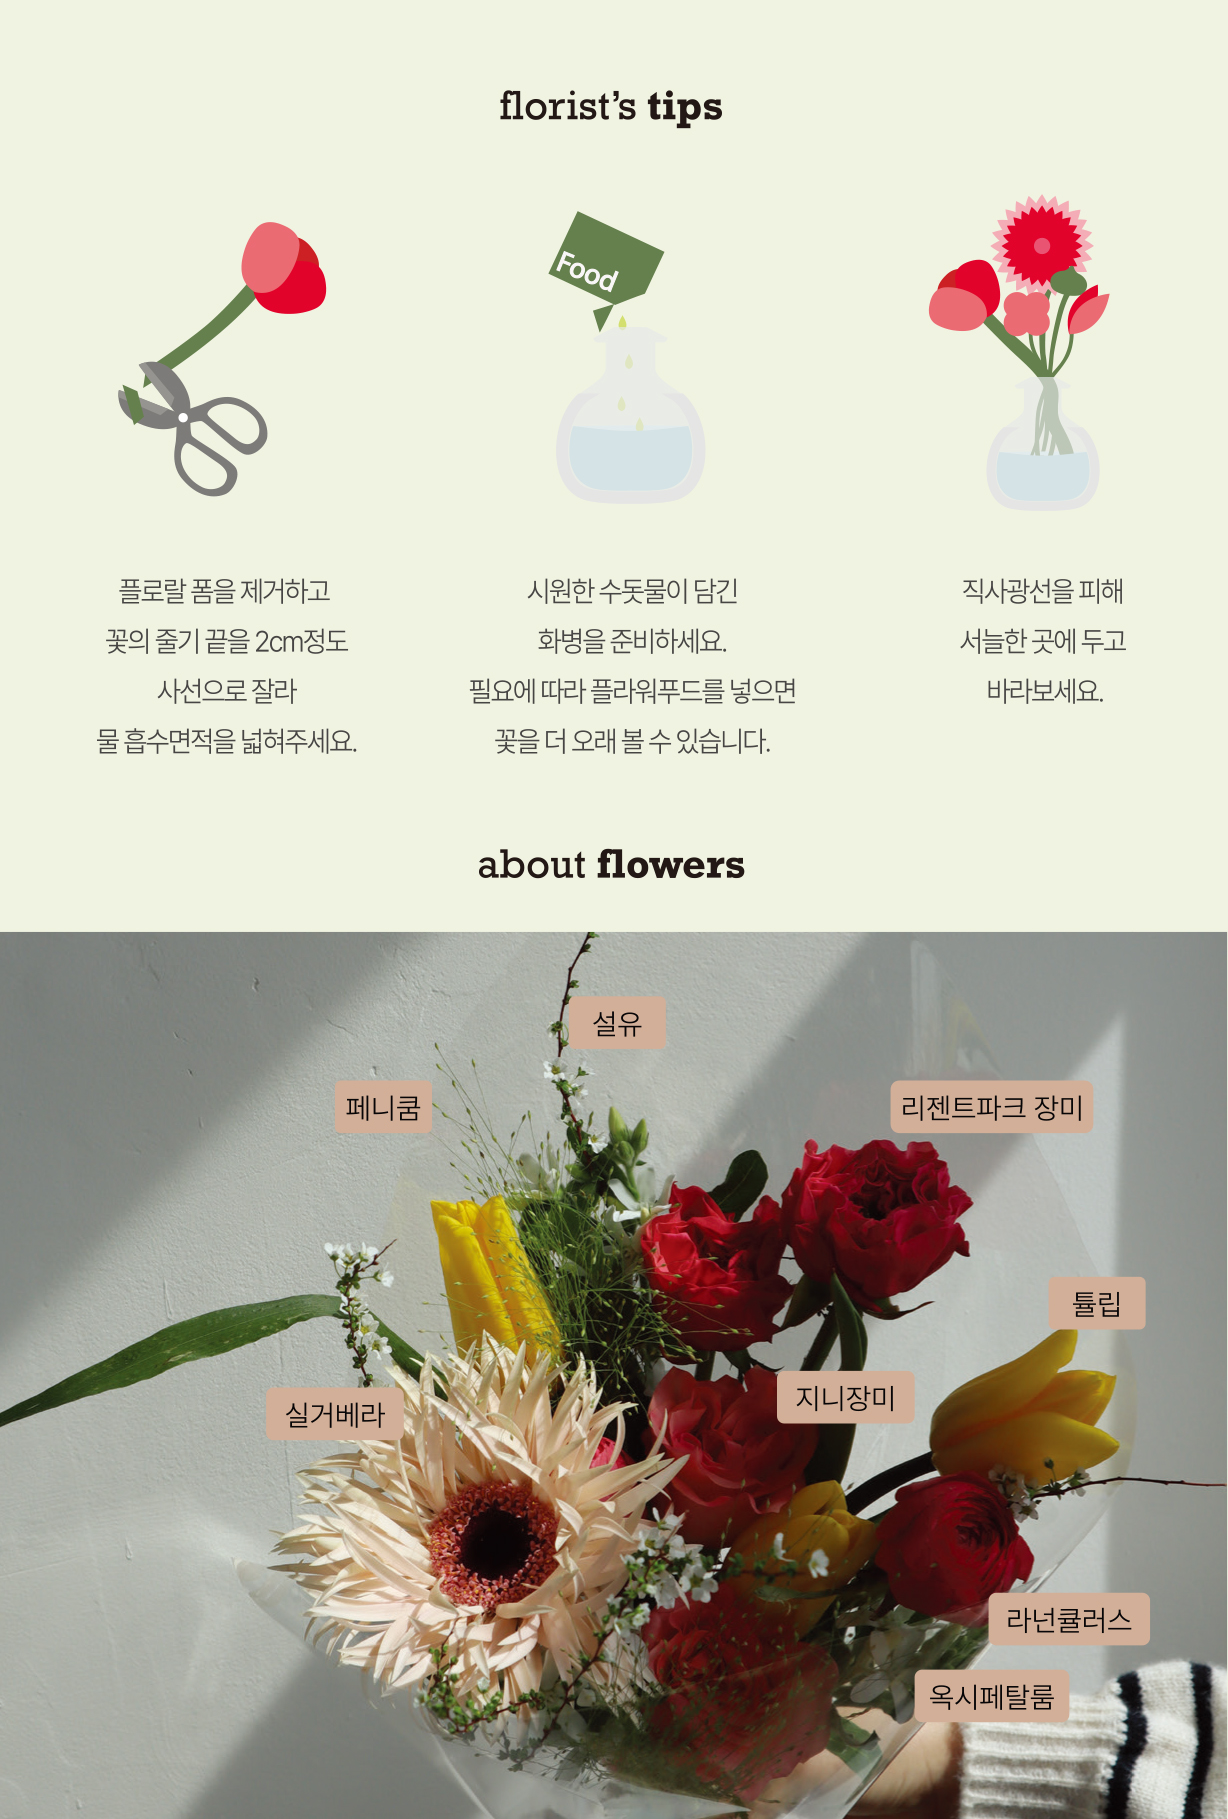 florist's tips
Food
플로랄 폼을 제거하고
꽃의 줄기 끝을 2cm정도
사선으로 잘라
물 흡수면적을 넓혀주세요.
시원한 수돗물이 담긴
화병을 준비하세요.
필요에 따라 플라워푸드를 넣으면
꽃을 더 오래 볼 수 있습니다.
직사광선을 피해
서늘한 곳에 두고
바라보세요.
about flowers
설유
페니쿰
리젠트파크 장미
튤립
지니장미
실거베라
라넌큘러스
옥시페탈룸